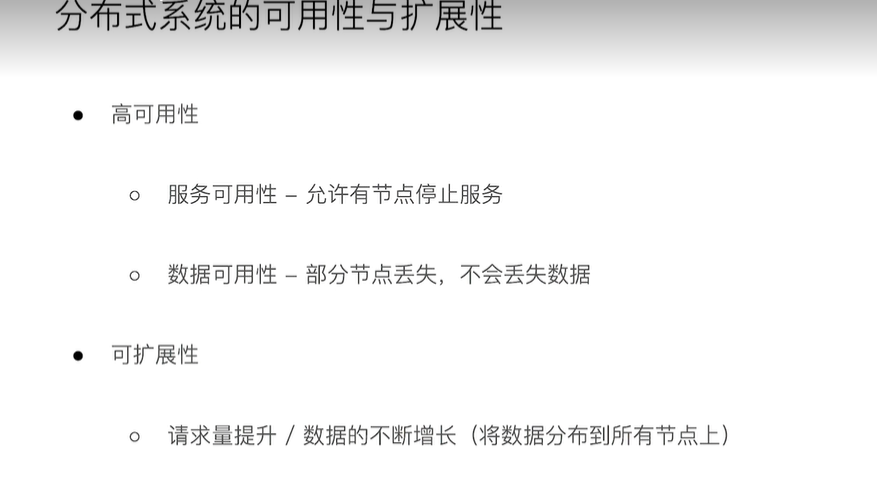 分布式系统的可用性与扩展性
● 高可用性
○ 服务可用性 – 允许有节点停止服务
○ 数据可用性 – 部分节点丢失，不会丢失数据
● 可扩展性
○ 请求量提升 / 数据的不断增长（将数据分布到所有节点上）